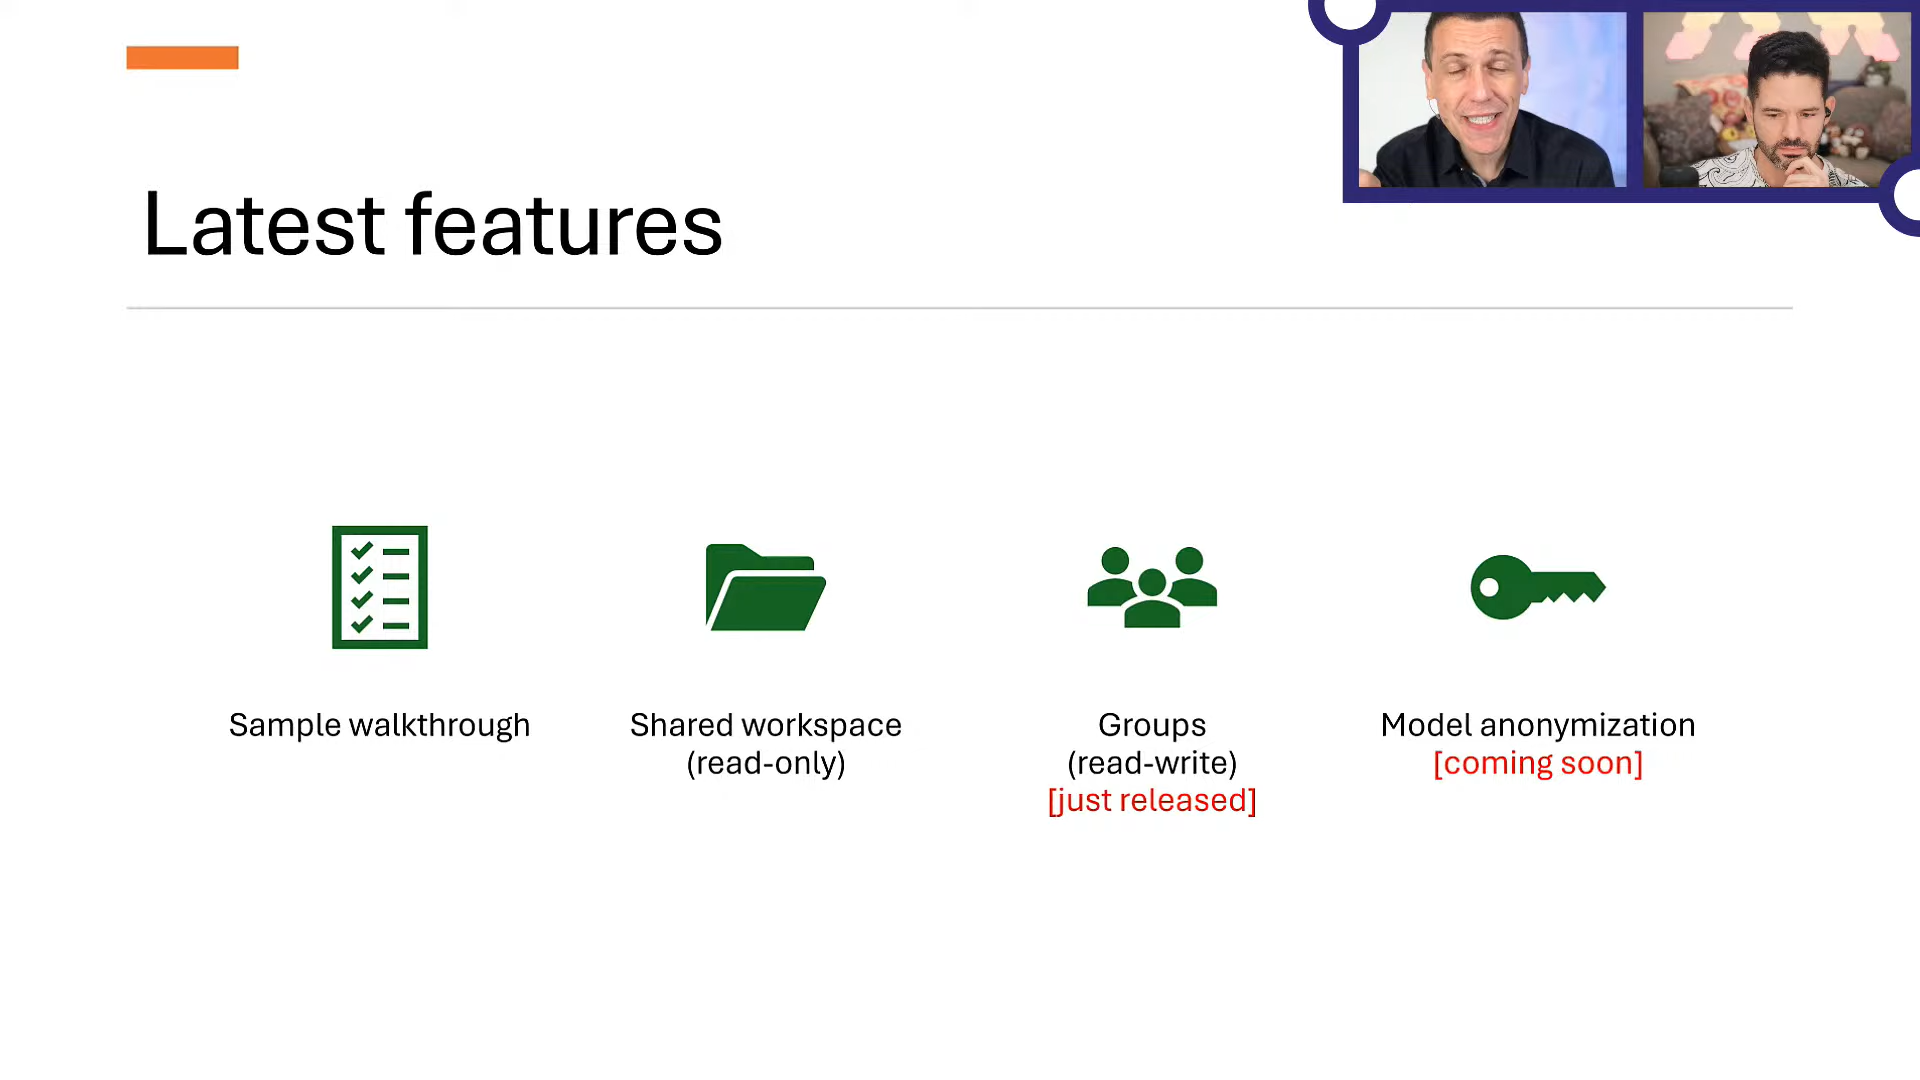 Latest features
Sample walkthrough
Shared workspace
(read-only)
Groups
(read-write)
[just released]
Model anonymization
[coming soon]